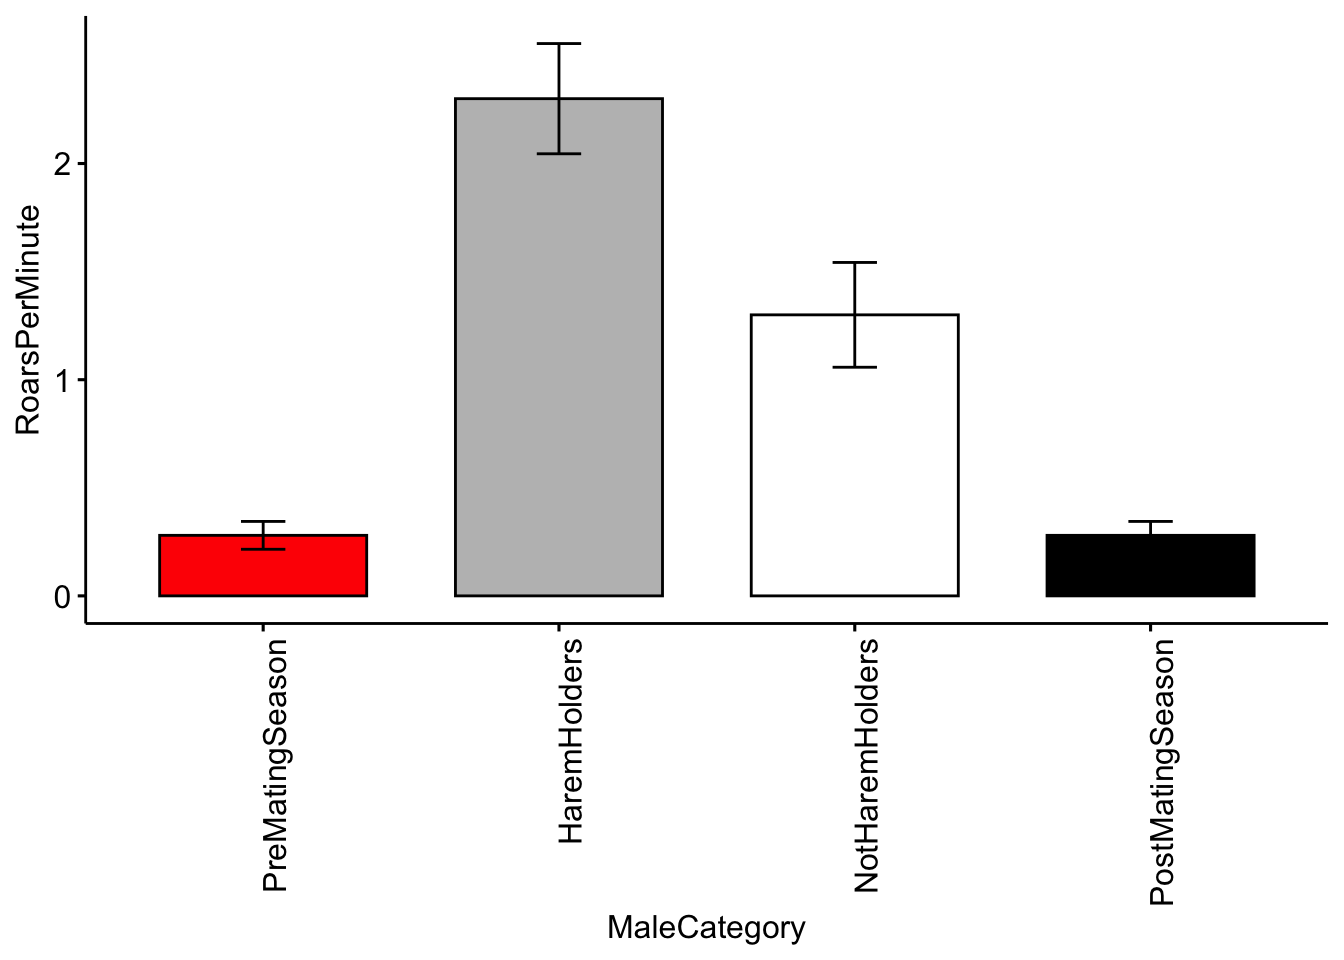 RoarsPerMinute
2
1
0
PreMatingSeason
HaremHolders
NotHaremHolders
PostMatingSeason
MaleCategory